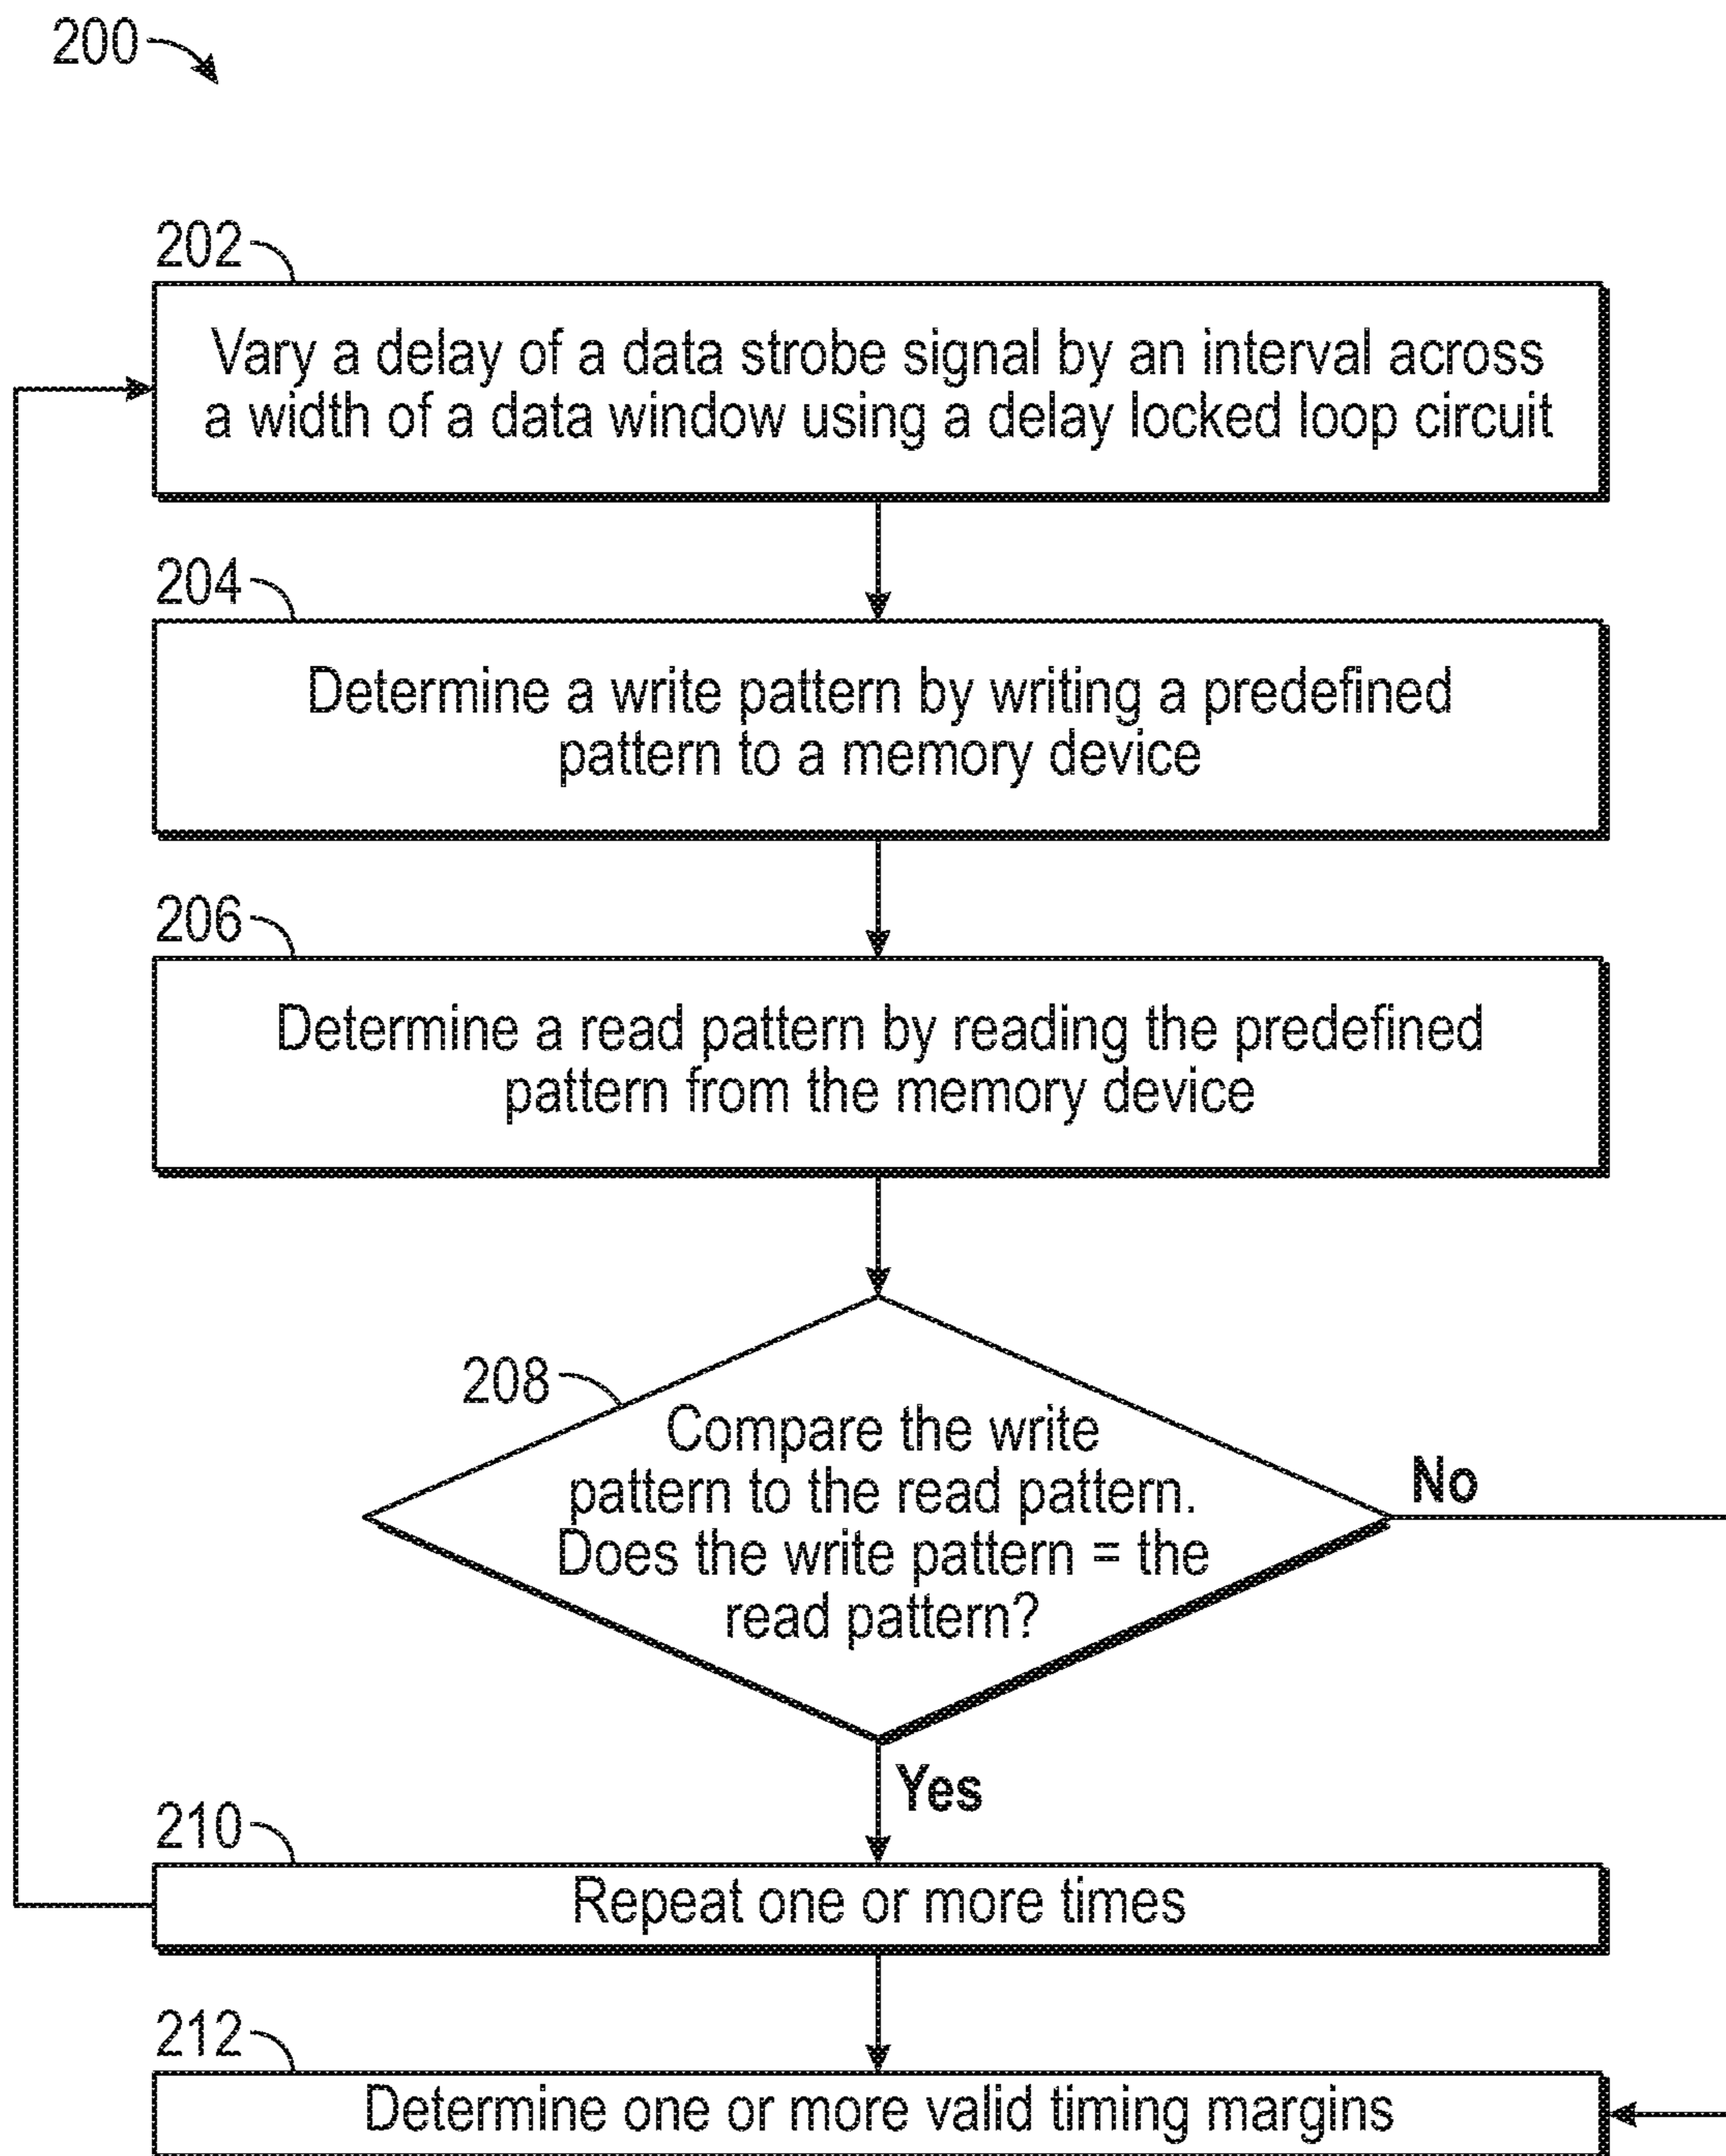 200
202
Vary a delay of a data strobe signal by an interval across
a width of a data window using a delay locked loop circuit
204
Determine a write pattern by writing a predefined
pattern to a memory device
206
Determine a read pattern by reading the predefined
pattern from the memory device
208
Compare the write
pattern to the read pattern.
Does the write pattern = the
read pattern?
No
Yes
210
Repeat one or more times
212
Determine one or more valid timing margins